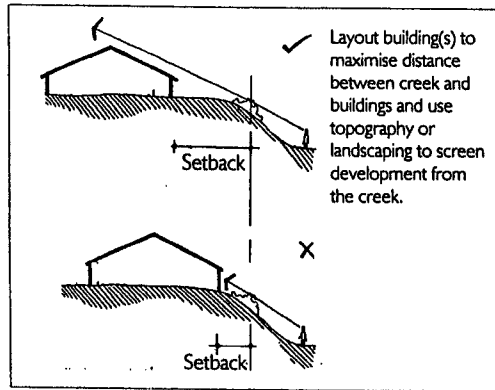 Layout building(s) to
maximise distance
between creek and
buildings and use
topography or
landscaping to screen
development from
the creek.
Setback
Setback